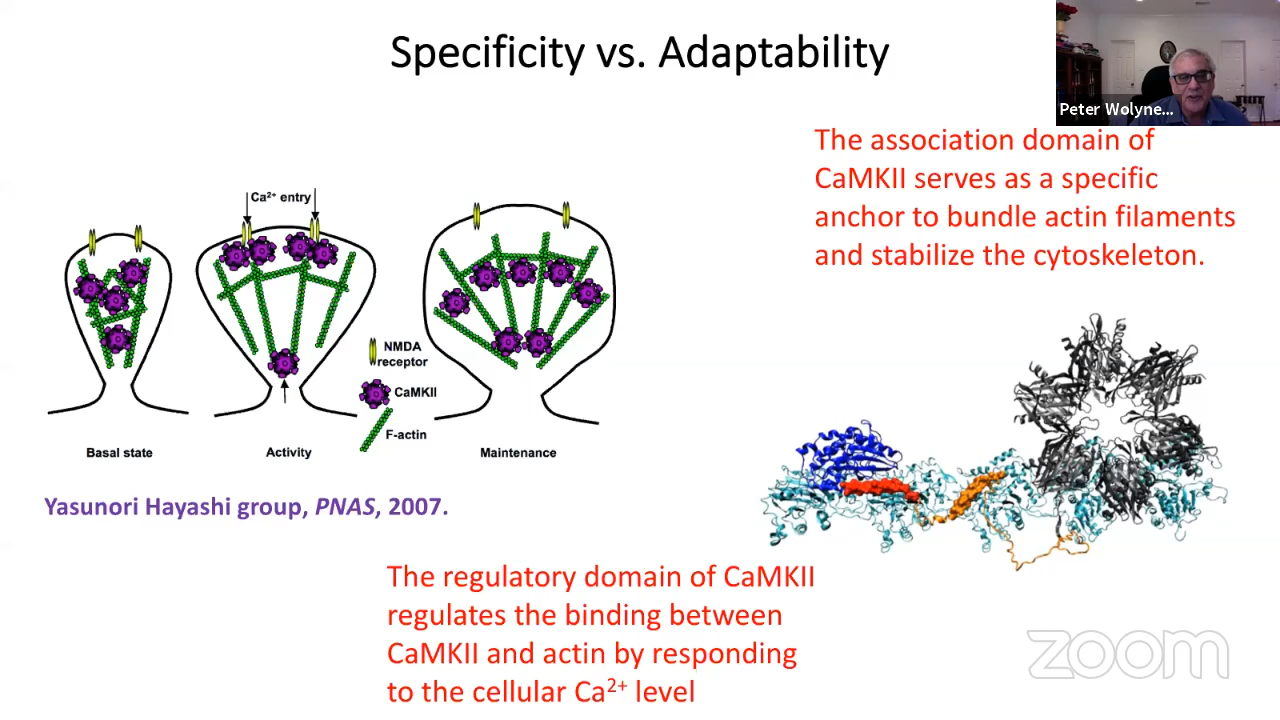 Specificity vs. Adaptability
Peter Wolyne...
The association domain of
CaMKII serves as a specific
anchor to bundle actin filaments
and stabilize the cytoskeleton.
Ca²⁺ entry
NMDA
receptor
CaMKII
F-actin
Basal state
Activity
Maintenance
Yasunori Hayashi group, PNAS, 2007.
The regulatory domain of CaMKII
regulates the binding between
CaMKII and actin by responding
to the cellular Ca²⁺ level
zoom